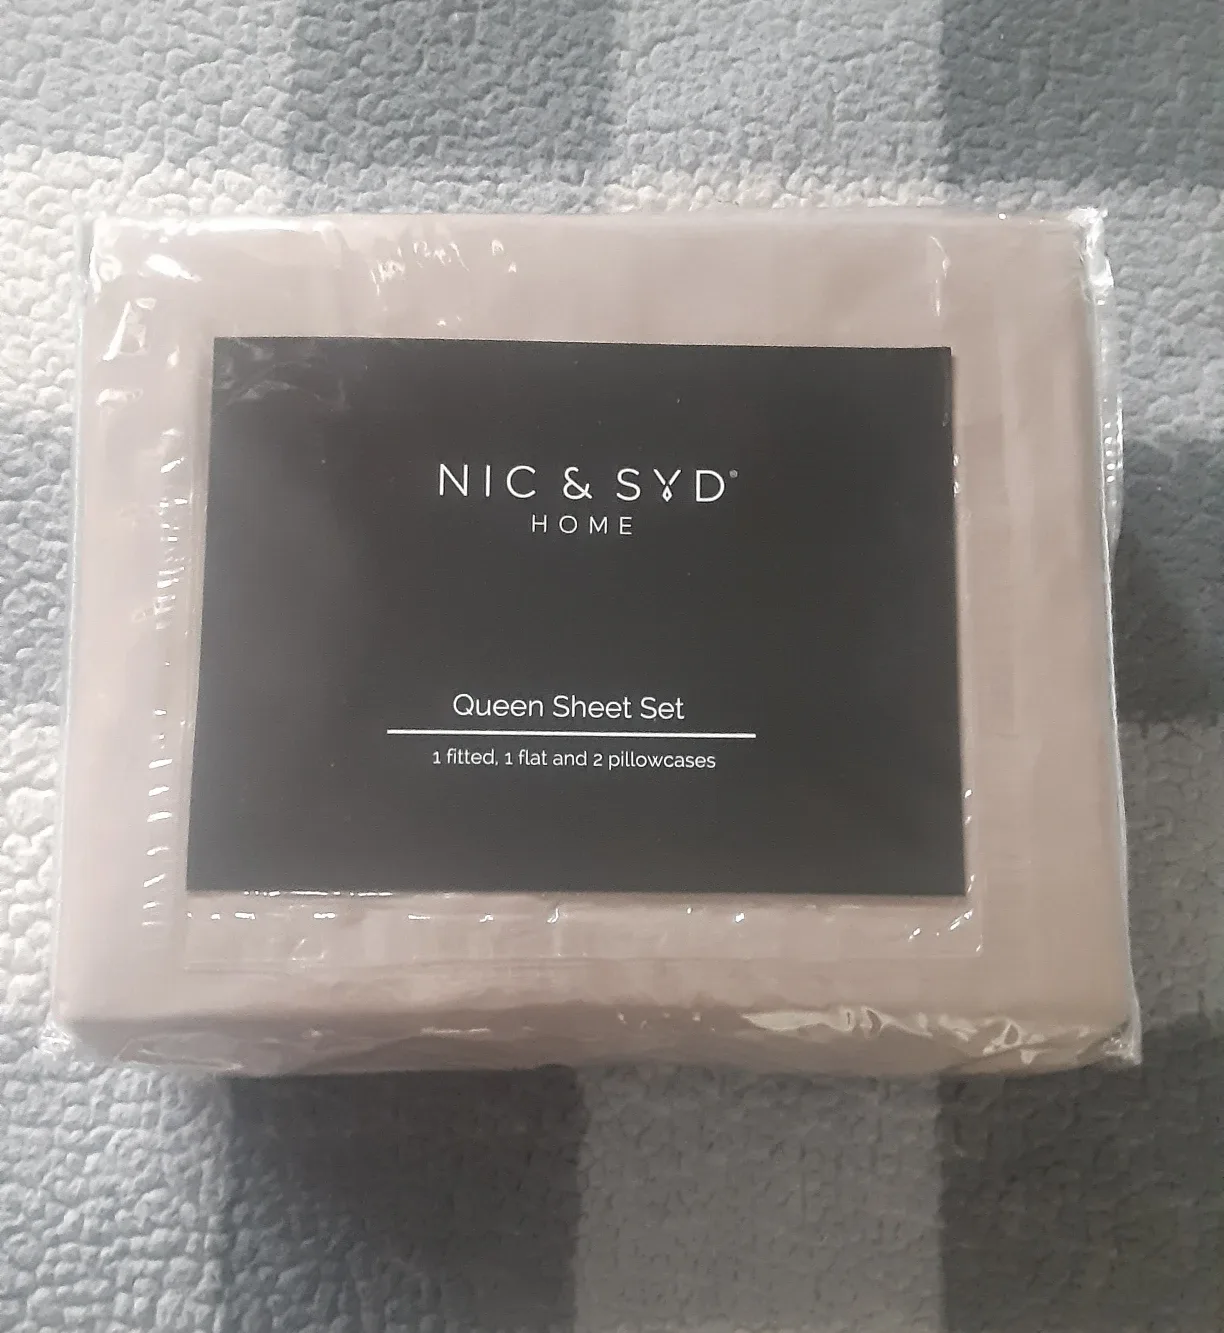 NIC & SYD®
HOME
Queen Sheet Set
1 fitted, 1 flat and 2 pillowcases